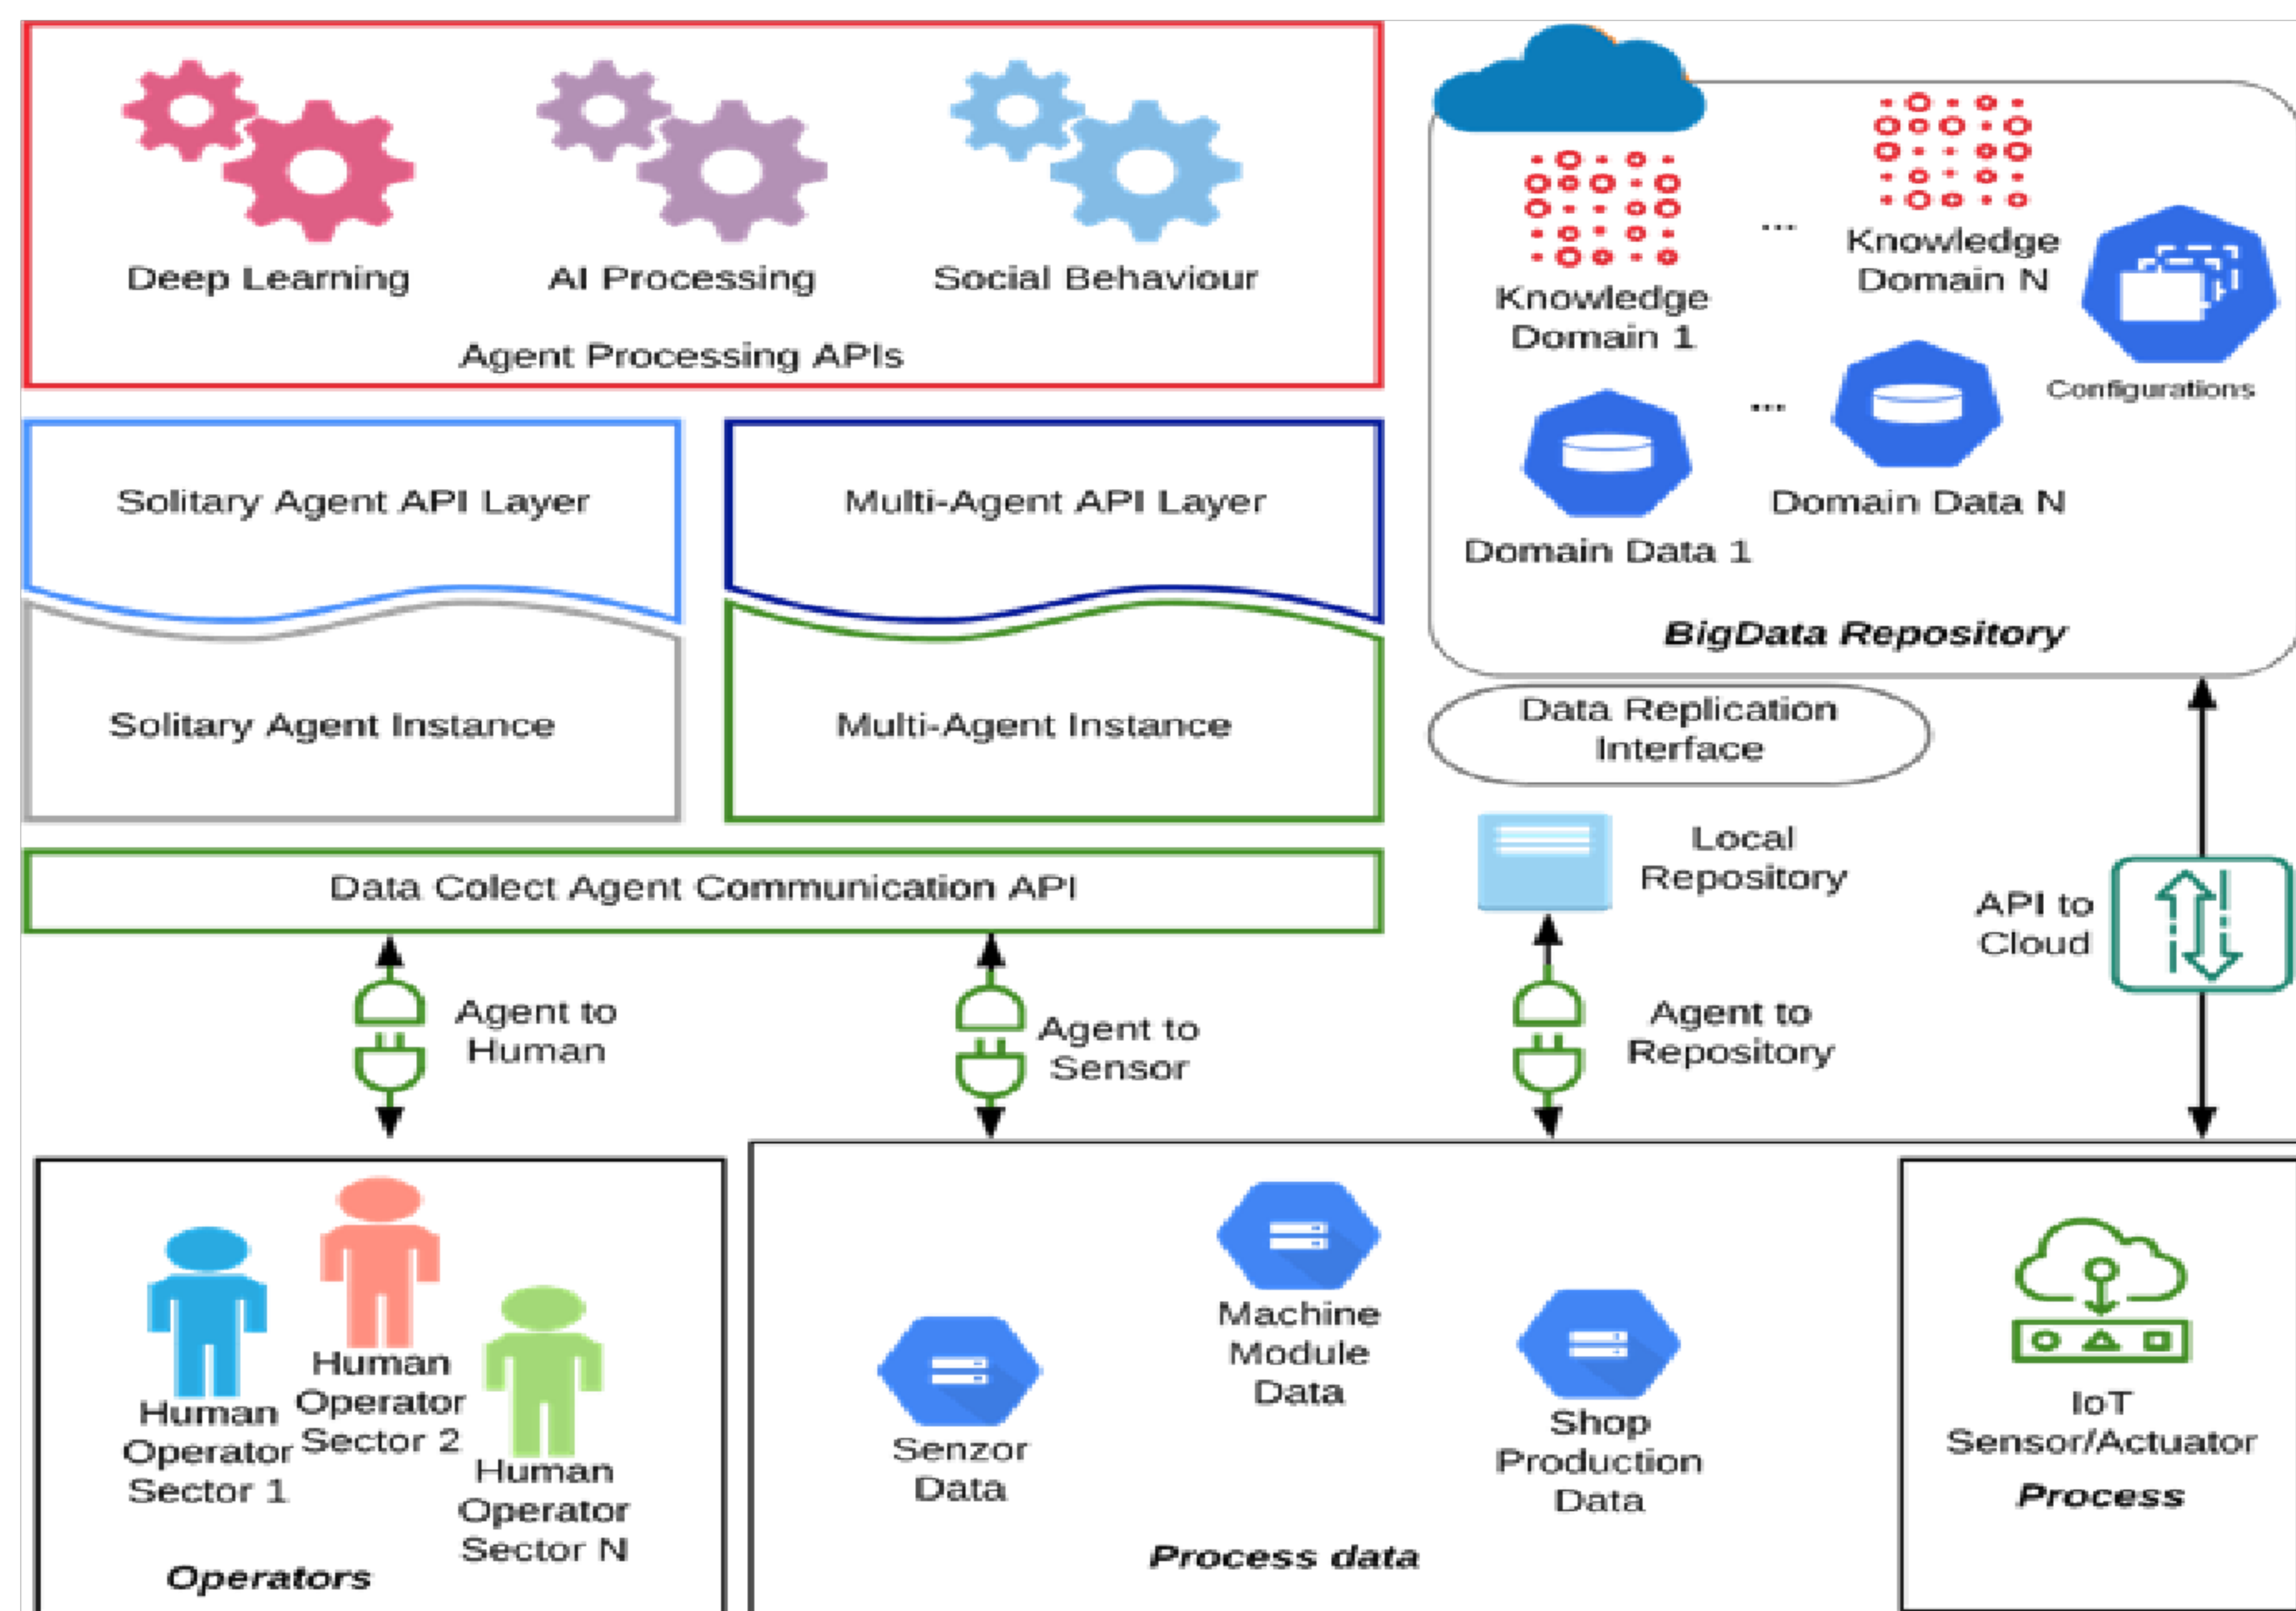 Deep Learning
AI Processing
Social Behaviour
Agent Processing APIs
Solitary Agent API Layer
Multi-Agent API Layer
Solitary Agent Instance
Multi-Agent Instance
Data Colect Agent Communication API
Knowledge
Domain 1
...
Knowledge
Domain N
Configurations
Domain Data 1
...
Domain Data N
BigData Repository
Data Replication
Interface
Local
Repository
API to
Cloud
Agent to
Human
Agent to
Sensor
Agent to
Repository
Human
Operator
Sector 1
Human
Operator
Sector 2
Human
Operator
Sector N
Operators
Senzor
Data
Machine
Module
Data
Shop
Production
Data
Process data
IoT
Sensor/Actuator
Process